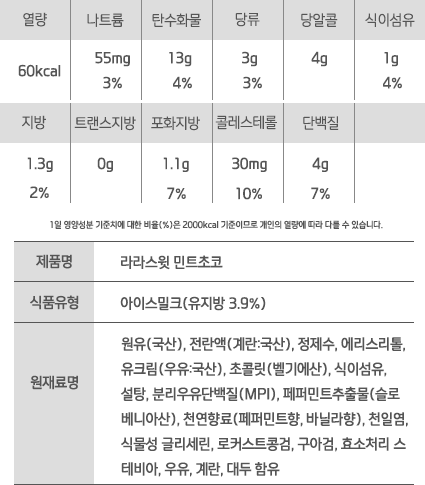 열량 나트륨 탄수화물 당류 당알콜 식이섬유
60kcal 55mg 13g 3g 4g 1g
3% 4% 3% 4%
지방 트랜스지방 포화지방 콜레스테롤 단백질
1.3g 0g 1.1g 30mg 4g
2% 7% 10% 7%
1일 영양성분 기준치에 대한 비율(%)은 2000kcal 기준이므로 개인의 열량에 따라 다를 수 있습니다.
제품명 라라스윗 민트초코
식품유형 아이스밀크(유지방 3.9%)
원재료명 원유(국산), 전란액(계란:국산), 정제수, 에리스리톨,
유크림(우유:국산), 초콜릿(벨기에산), 식이섬유,
설탕, 분리우유단백질(MPI), 페퍼민트추출물(슬로
베니아산), 천연향료(페퍼민트향, 바닐라향), 천일염,
식물성 글리세린, 로커스트콩검, 구아검, 효소처리 스
테비아, 우유, 계란, 대두 함유